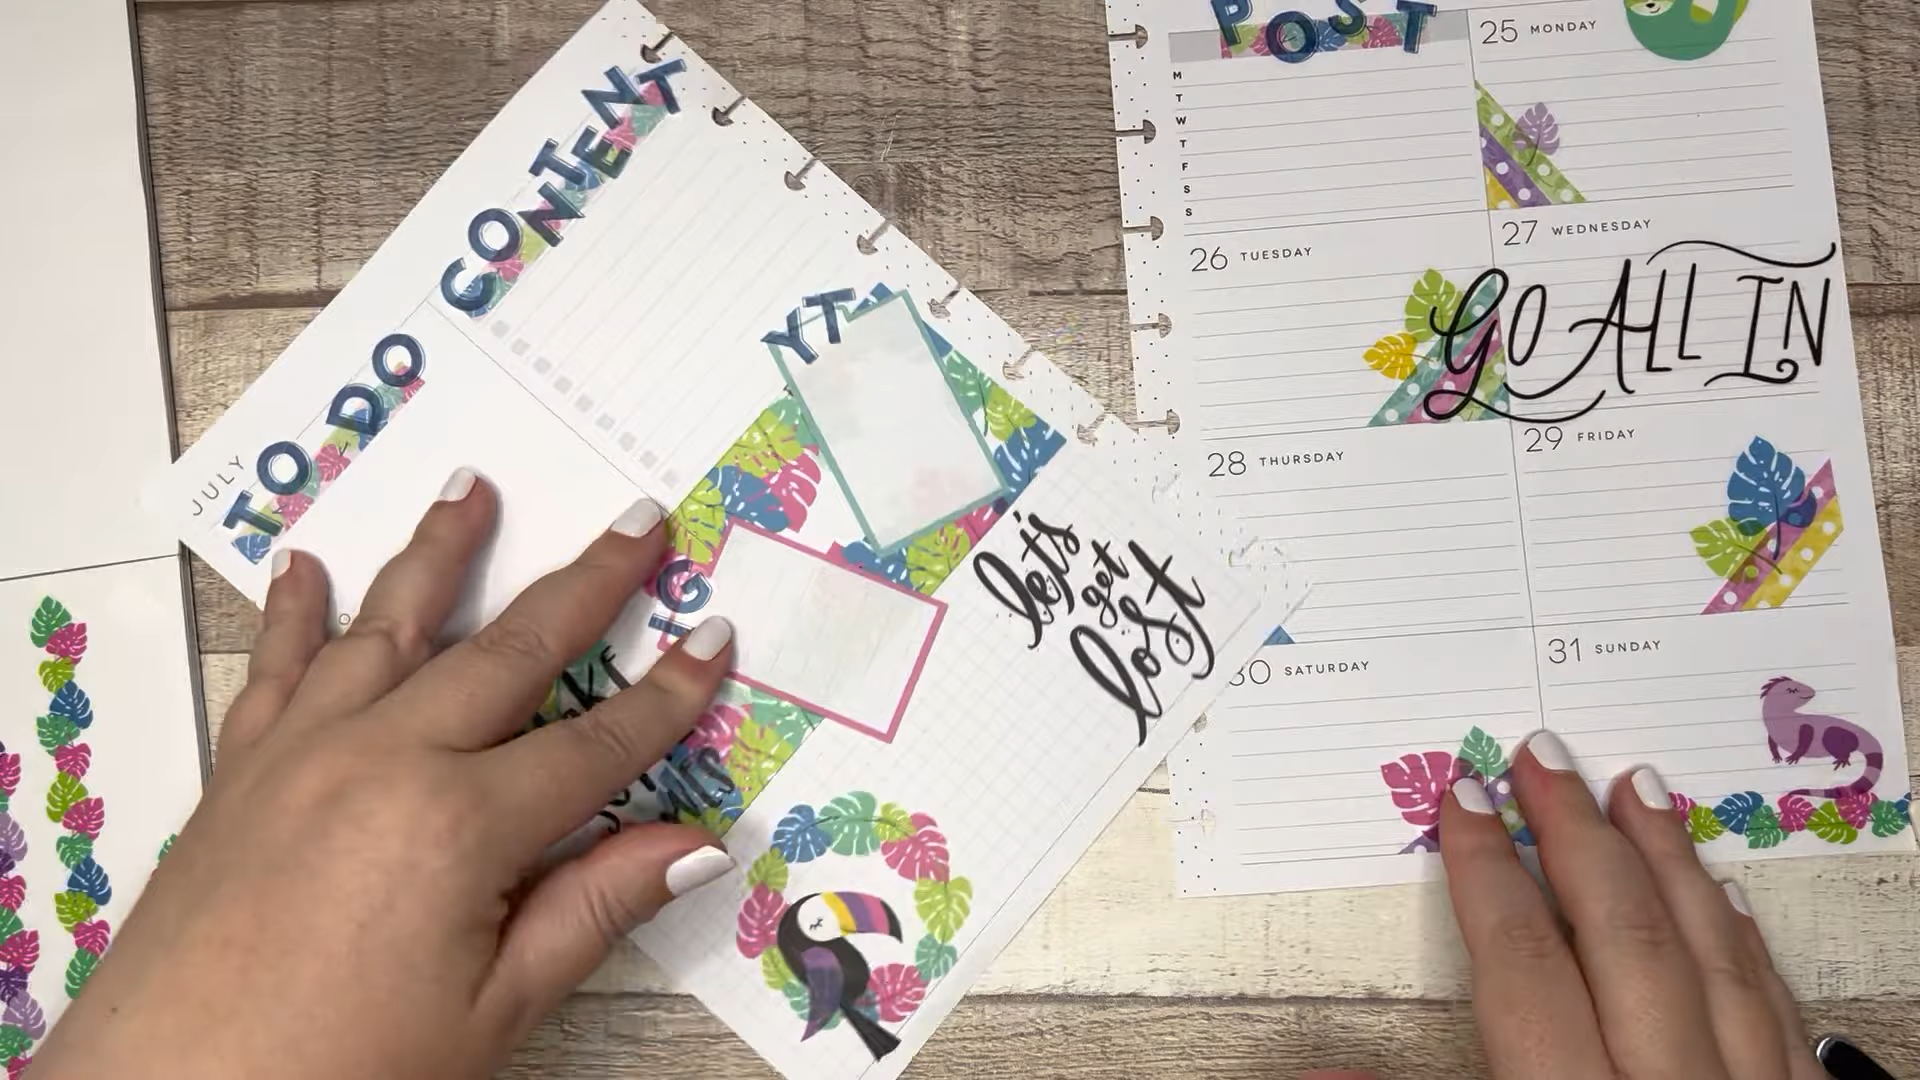 JULY
TO DO
CONTENT
YT
IG
let's
get
lost
POST
M
T
W
T
F
S
S
25 MONDAY
26 TUESDAY
27 WEDNESDAY
GO ALL IN
28 THURSDAY
29 FRIDAY
30 SATURDAY
31 SUNDAY